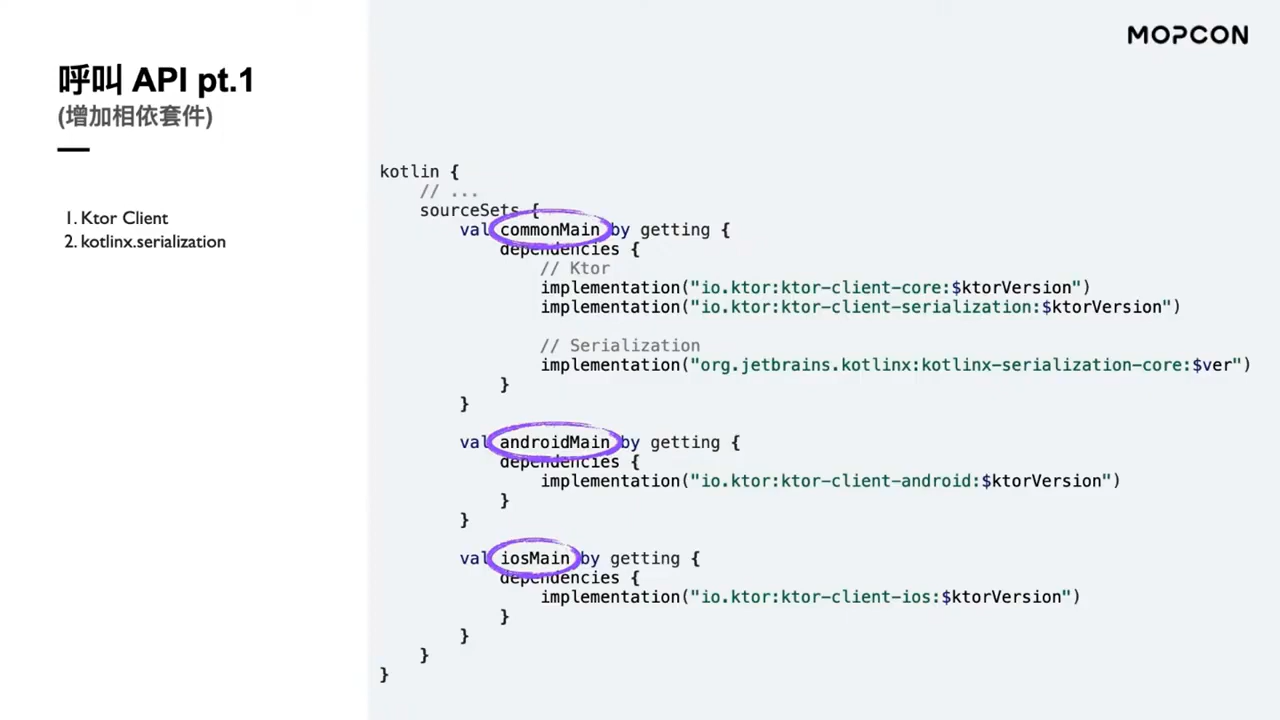 MOPCON
呼叫 API pt.1
(增加相依套件)
1. Ktor Client
2. kotlinx.serialization
kotlin {
    // ...
    sourceSets {
        val commonMain by getting {
            dependencies {
                // Ktor
                implementation("io.ktor:ktor-client-core:$ktorVersion")
                implementation("io.ktor:ktor-client-serialization:$ktorVersion")
                // Serialization
                implementation("org.jetbrains.kotlinx:kotlinx-serialization-core:$ver")
            }
        }
        val androidMain by getting {
            dependencies {
                implementation("io.ktor:ktor-client-android:$ktorVersion")
            }
        }
        val iosMain by getting {
            dependencies {
                implementation("io.ktor:ktor-client-ios:$ktorVersion")
            }
        }
    }
}